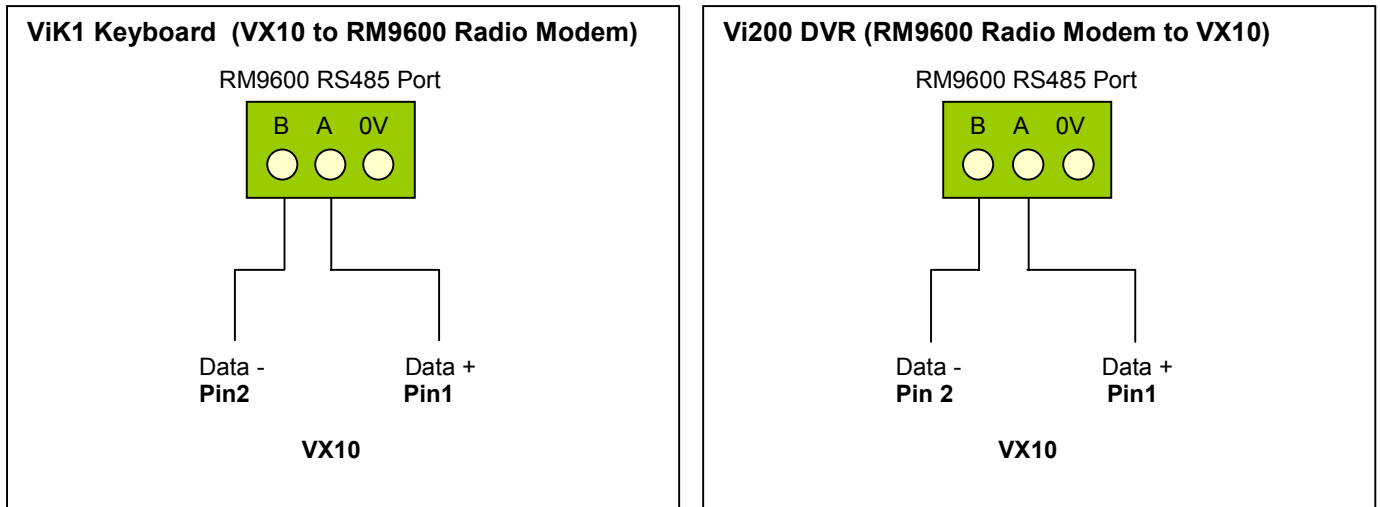 ViK1 Keyboard (VX10 to RM9600 Radio Modem)
RM9600 RS485 Port
B A 0V
Data - Data +
Pin2 Pin1
VX10
Vi200 DVR (RM9600 Radio Modem to VX10)
RM9600 RS485 Port
B A 0V
Data - Data +
Pin 2 Pin1
VX10